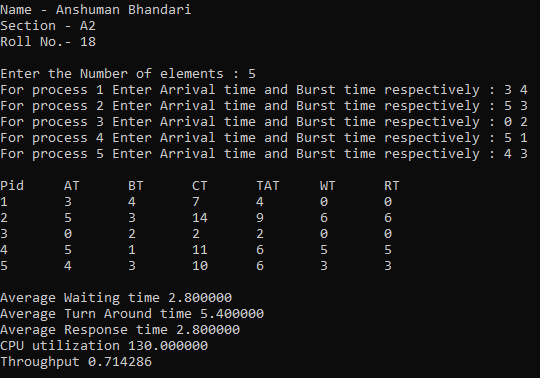 Name - Anshuman Bhandari
Section - A2
Roll No.- 18
Enter the Number of elements : 5
For process 1 Enter Arrival time and Burst time respectively : 3 4
For process 2 Enter Arrival time and Burst time respectively : 5 3
For process 3 Enter Arrival time and Burst time respectively : 0 2
For process 4 Enter Arrival time and Burst time respectively : 5 1
For process 5 Enter Arrival time and Burst time respectively : 4 3
Pid AT BT CT TAT WT RT
1 3 4 7 4 0 0
2 5 3 14 9 6 6
3 0 2 2 2 0 0
4 5 1 11 6 5 5
5 4 3 10 6 3 3
Average Waiting time 2.800000
Average Turn Around time 5.400000
Average Response time 2.800000
CPU utilization 130.000000
Throughput 0.714286